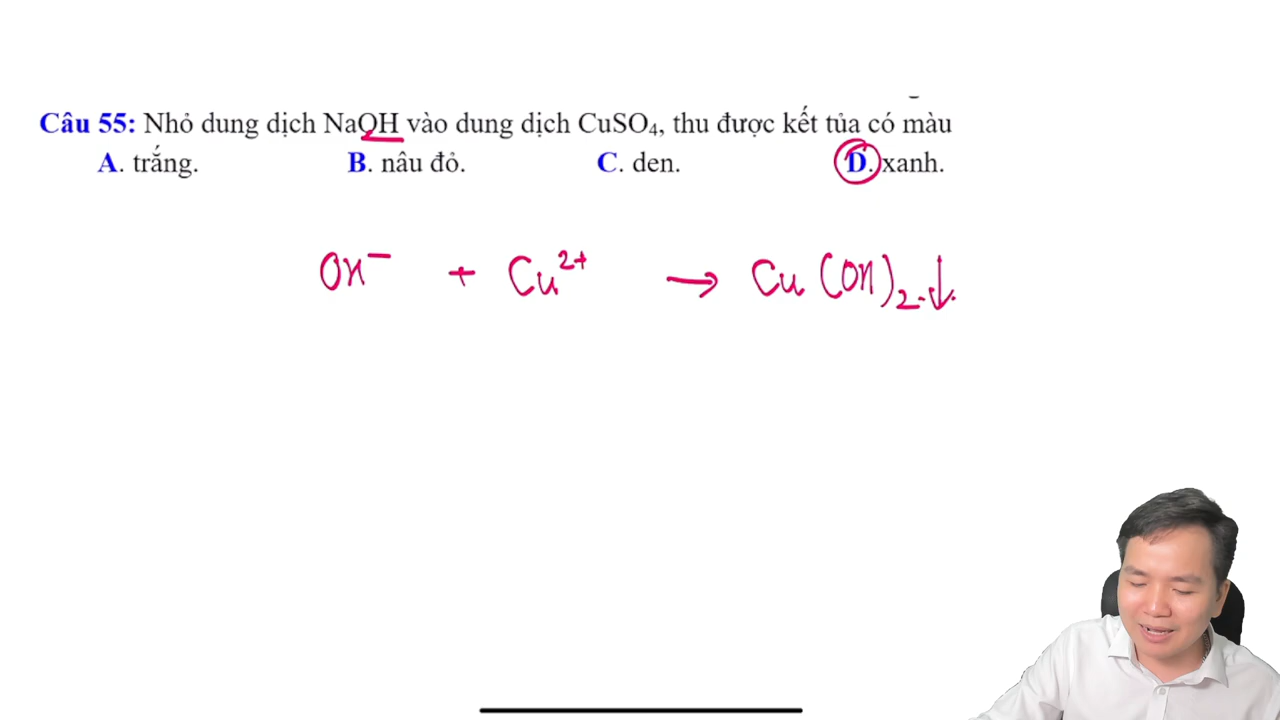 Câu 55: Nhỏ dung dịch NaOH vào dung dịch CuSO₄, thu được kết tủa có màu
A. trắng. B. nâu đỏ. C. den. D. xanh.
OH⁻ + Cu²⁺ → Cu(OH)₂↓